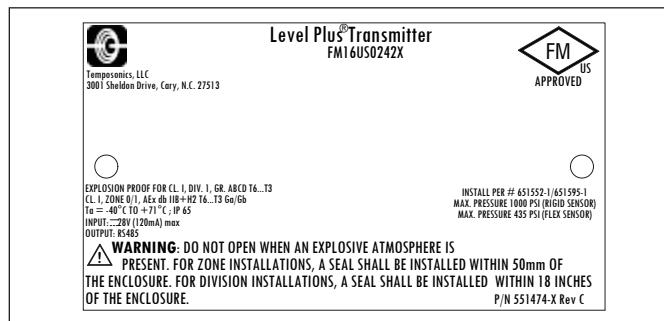 Level Plus® Transmitter
FM16US0242X
FM
US
APPROVED
Temposonics, LLC
3001 Sheldon Drive, Cary, N.C. 27513
EXPLOSION PROOF FOR CL. I, DIV. 1, GR. ABCD T6...T3
CL. I, ZONE 0/1, AEx db IIB+H2 T6...T3 Ga/Gb
Ta = -40°C TO +71°C ; IP 65
INPUT: ⎓28V (120mA) max
OUTPUT: RS485
INSTALL PER # 651552-1/651595-1
MAX. PRESSURE 1000 PSI (RIGID SENSOR)
MAX. PRESSURE 435 PSI (FLEX SENSOR)
WARNING: DO NOT OPEN WHEN AN EXPLOSIVE ATMOSPHERE IS
PRESENT. FOR ZONE INSTALLATIONS, A SEAL SHALL BE INSTALLED WITHIN 50mm OF
THE ENCLOSURE. FOR DIVISION INSTALLATIONS, A SEAL SHALL BE INSTALLED WITHIN 18 INCHES
OF THE ENCLOSURE.
P/N 551474-X Rev C